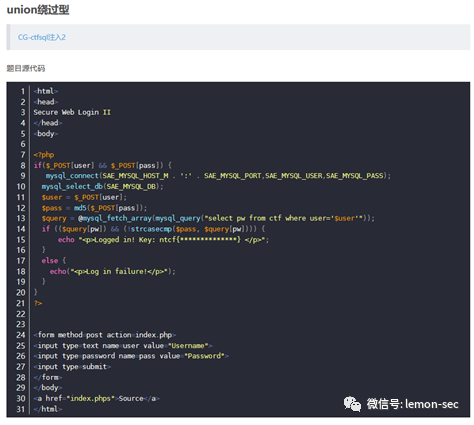 union绕过型
CG-ctfsql注入2
题目源代码
1 <html>
2 <head>
3 Secure Web Login II
4 </head>
5 <body>
6
7 <?php
8 if($_POST[user] && $_POST[pass]) {
9 mysql_connect(SAE_MYSQL_HOST_M . ':' . SAE_MYSQL_PORT,SAE_MYSQL_USER,SAE_MYSQL_PASS);
10 mysql_select_db(SAE_MYSQL_DB);
11 $user = $_POST[user];
12 $pass = md5($_POST[pass]);
13 $query = @mysql_fetch_array(mysql_query("select pw from ctf where user='$user'"));
14 if (($query[pw]) && (!strcasecmp($pass, $query[pw]))) {
15 echo "<p>Logged in! Key: ntcf{**************} </p>";
16 }
17 else {
18 echo("<p>Log in failure!</p>");
19 }
20 }
21 ?>
22
23
24 <form method=post action=index.php>
25 <input type=text name=user value="Username">
26 <input type=password name=pass value="Password">
27 <input type=submit>
28 </form>
29 </body>
30 <a href="index.phps">Source</a>
31 </html>
微信号: lemon-sec